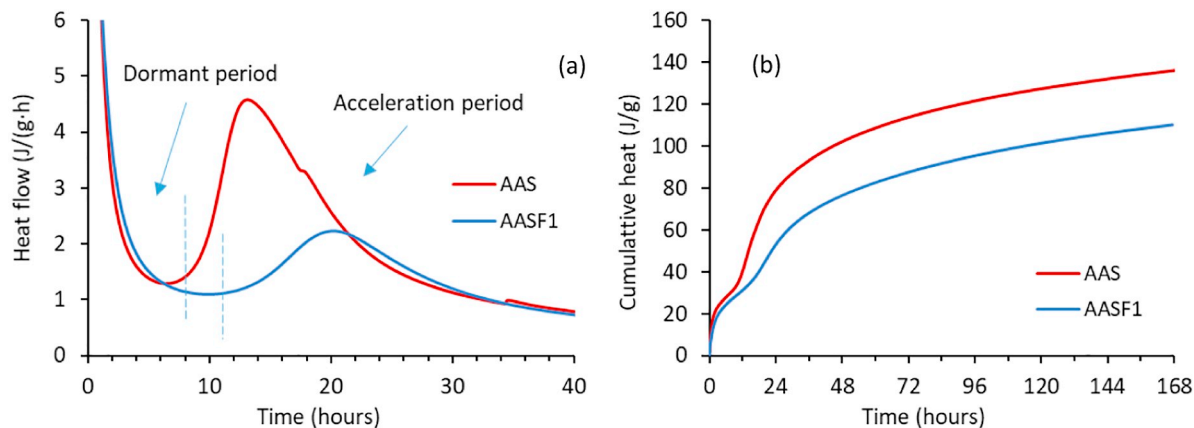 6
5
4
3
2
1
0
Heat flow (J/(g·h)
Dormant period
(a)
Acceleration period
AAS
AASF1
0
10
20
30
40
Time (hours)
160
140
120
100
80
60
40
20
0
Cumulattive heat (J/g)
(b)
AAS
AASF1
0
24
48
72
96
120
144
168
Time (hours)